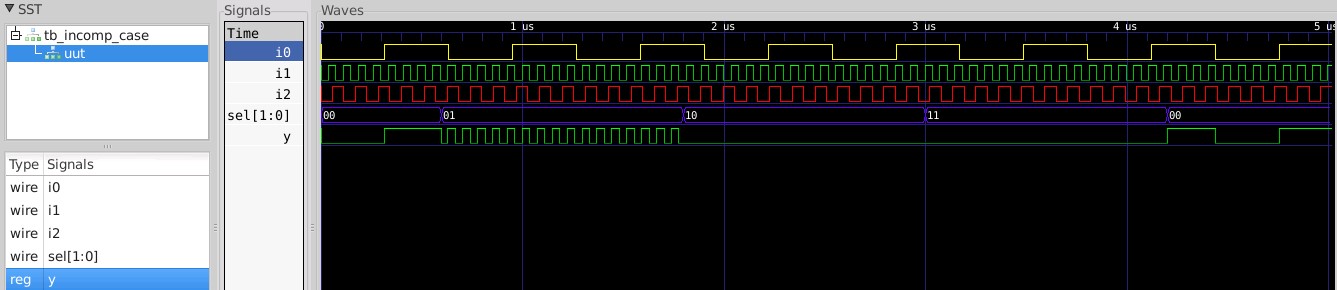 SST
tb_incomp_case
uut
Type Signals
wire i0
wire i1
wire i2
wire sel[1:0]
reg y
Signals
Time
i0
i1
i2
sel[1:0]
y
Waves
0 1 us 2 us 3 us 4 us 5 us
00 01 10 11 00